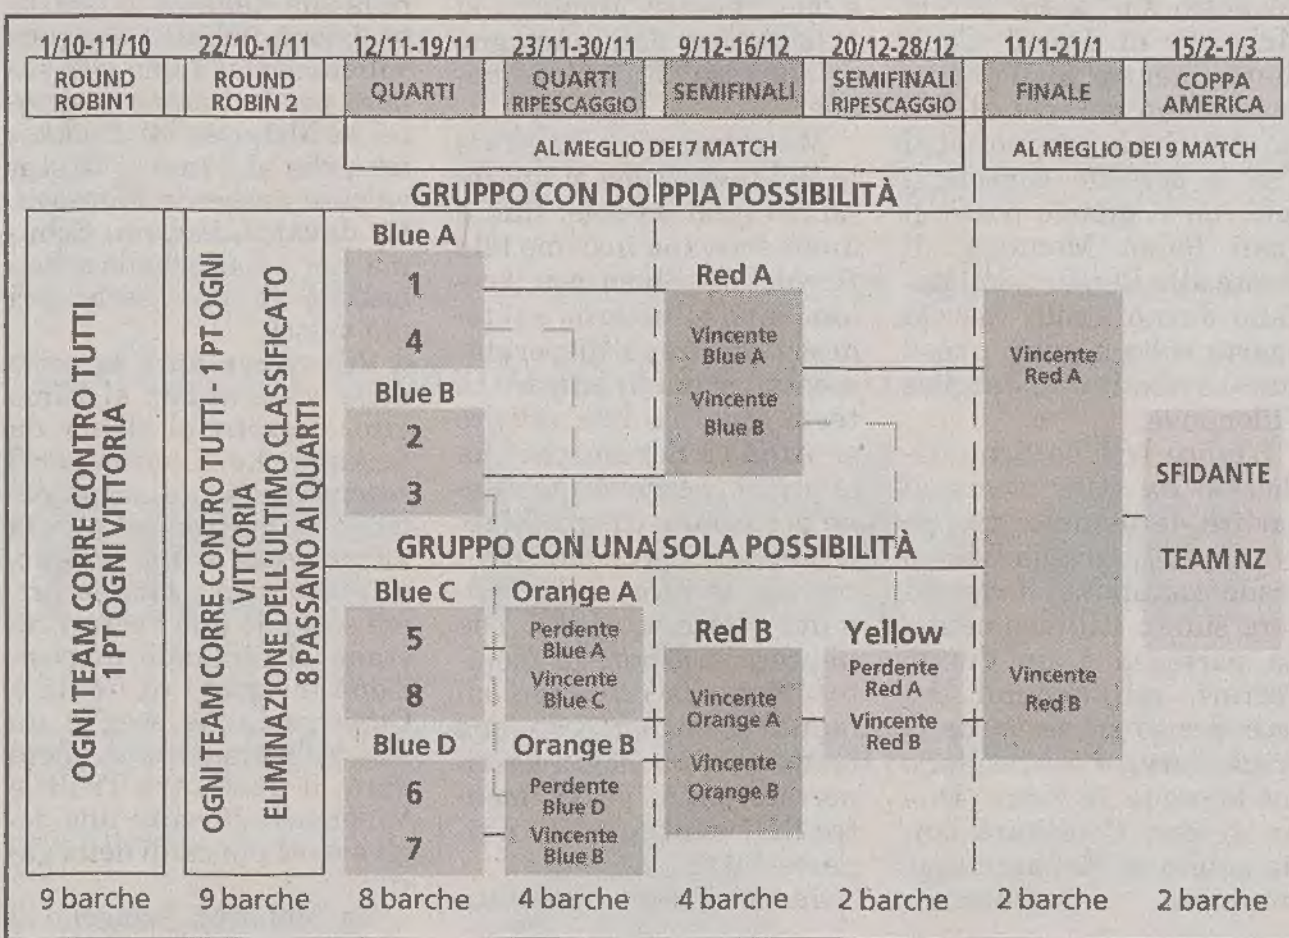 1/10-11/10 22/10-1/11 12/11-19/11 23/11-30/11 9/12-16/12 20/12-28/12 11/1-21/1 15/2-1/3
ROUND ROBIN1
ROUND ROBIN 2
QUARTI
QUARTI RIPESCAGGIO
SEMIFINALI
SEMIFINALI RIPESCAGGIO
FINALE
COPPA AMERICA
AL MEGLIO DEI 7 MATCH
AL MEGLIO DEI 9 MATCH
GRUPPO CON DOPPIA POSSIBILITÀ
OGNI TEAM CORRE CONTRO TUTTI
1 PT OGNI VITTORIA
OGNI TEAM CORRE CONTRO TUTTI - 1 PT OGNI
VITTORIA
ELIMINAZIONE DELL'ULTIMO CLASSIFICATO
8 PASSANO AI QUARTI
Blue A
1
4
Blue B
2
3
Red A
Vincente
Blue A
Vincente
Blue B
Vincente
Red A
GRUPPO CON UNA SOLA POSSIBILITÀ
Blue C
5
8
Blue D
6
7
Orange A
Perdente
Blue A
Vincente
Blue C
Orange B
Perdente
Blue D
Vincente
Blue B
Red B
Vincente
Orange A
Vincente
Orange B
Yellow
Perdente
Red A
Vincente
Red B
Vincente
Red B
SFIDANTE
TEAM NZ
9 barche 9 barche 8 barche 4 barche 4 barche 2 barche 2 barche 2 barche